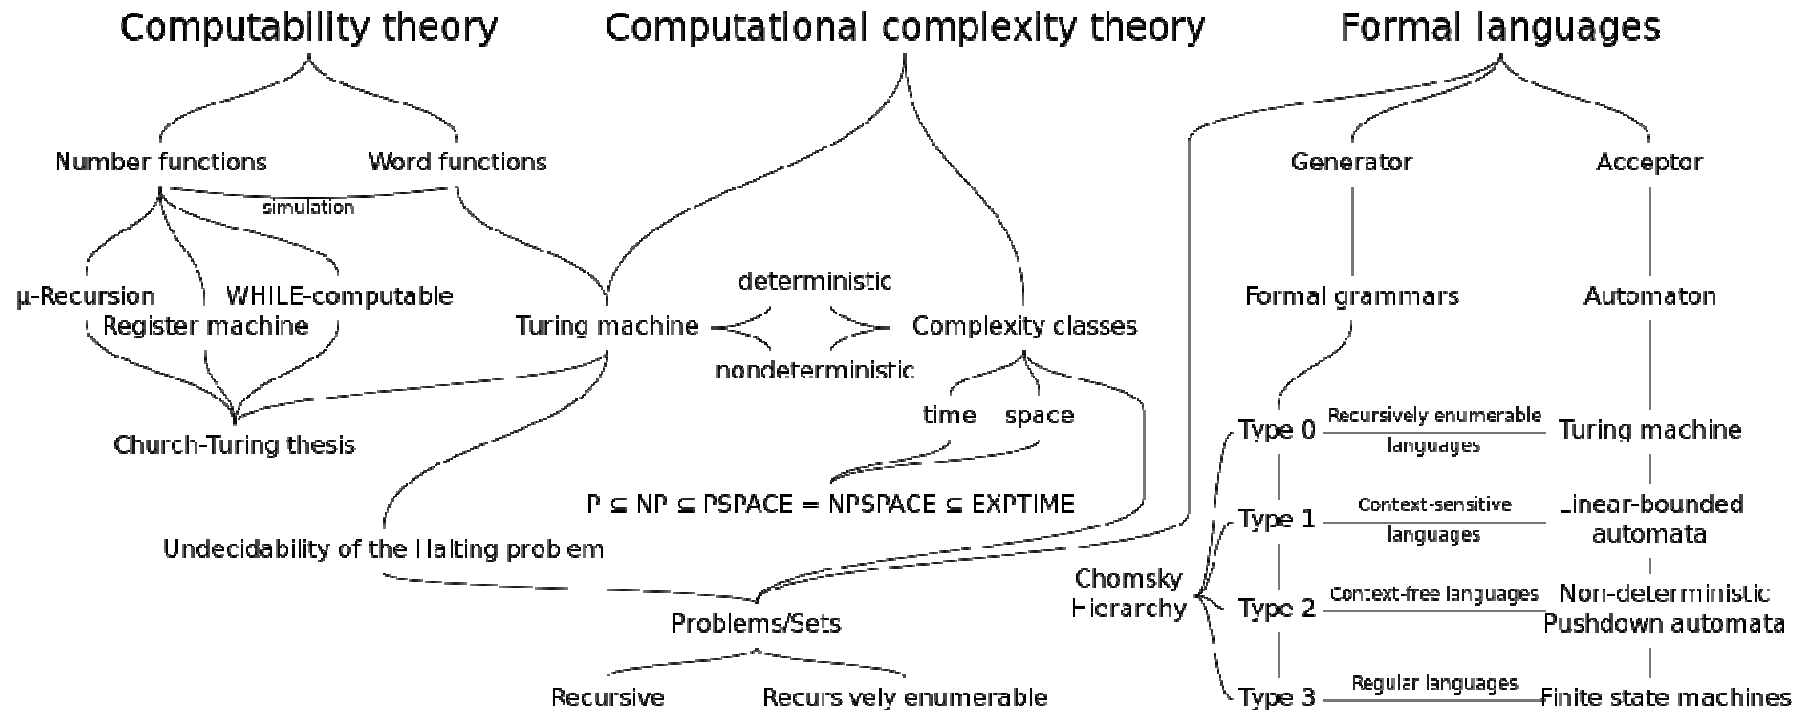 Computability theory
Computational complexity theory
Formal languages
Number functions
Word functions
Generator
Acceptor
simulation
deterministic
μ-Recursion
WHILE-computable
Formal grammars
Automaton
Register machine
Turing machine
Complexity classes
nondeterministic
time
space
Church-Turing thesis
Type 0
Recursively enumerable
languages
Turing machine
P ⊆ NP ⊆ PSPACE = NPSPACE ⊆ EXPTIME
Type 1
Context-sensitive
languages
Linear-bounded
automata
Undecidability of the Halting problem
Chomsky
Hierarchy
Type 2
Context-free languages
Non-deterministic
Pushdown automata
Problems/Sets
Recursive
Recursively enumerable
Type 3
Regular languages
Finite state machines